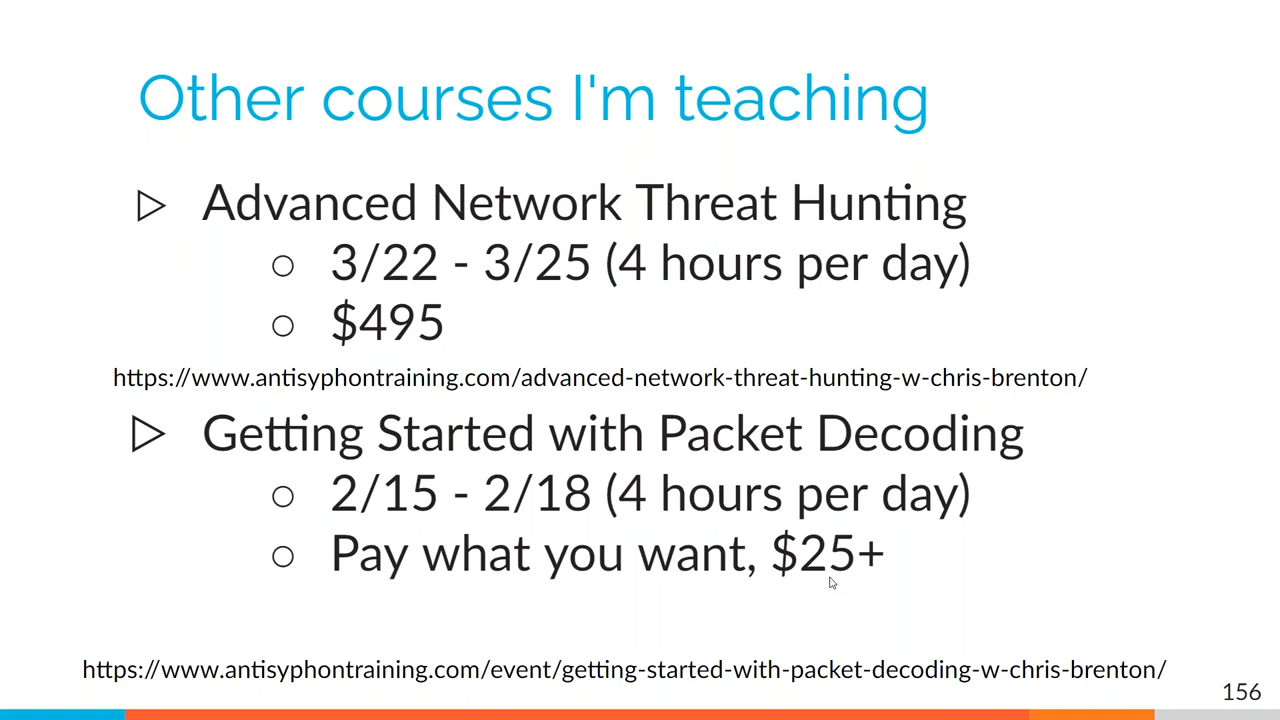 Other courses I'm teaching
▷ Advanced Network Threat Hunting
○ 3/22 - 3/25 (4 hours per day)
○ $495
https://www.antisyphontraining.com/advanced-network-threat-hunting-w-chris-brenton/
▷ Getting Started with Packet Decoding
○ 2/15 - 2/18 (4 hours per day)
○ Pay what you want, $25+
https://www.antisyphontraining.com/event/getting-started-with-packet-decoding-w-chris-brenton/
156